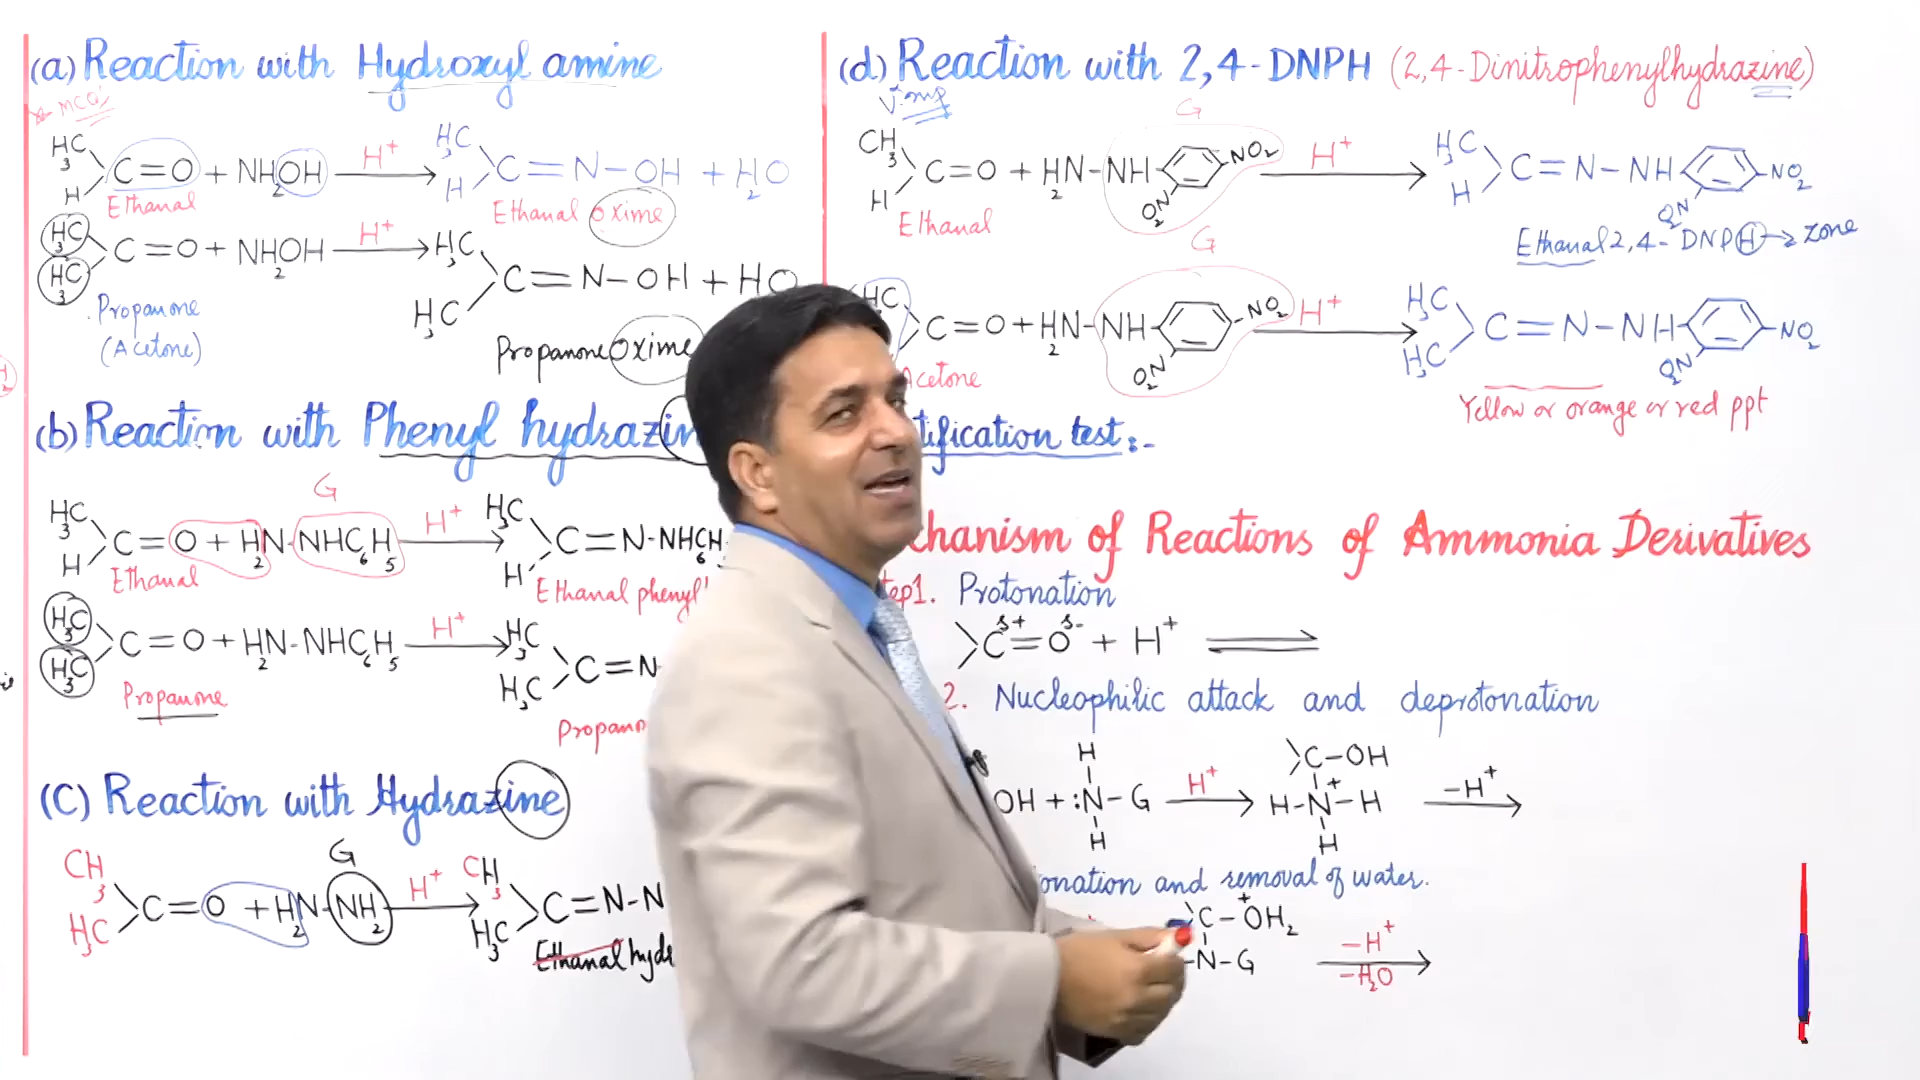 (a) Reaction with Hydroxyl amine
MCQs
H₃C
H
C=O + NH₂OH H⁺ H₃C
H
C=N-OH + H₂O
Ethanal
Ethanal Oxime
H₃C
H₃C
C=O + NH₂OH H⁺ H₃C
H₃C
C=N-OH + H₂O
Propanone
(Acetone)
Propanone Oxime
(b) Reaction with Phenyl hydrazin
G
H₃C
H
C=O + H₂N-NHC₆H₅ H⁺ H₃C
H
C=N-NHC₆H₅
Ethanal
Ethanal phenyl
H₃C
H₃C
C=O + H₂N-NHC₆H₅ H⁺ H₃C
H₃C
C=N
Propanone
Propano
(C) Reaction with Hydrazine
G
CH₃
H₃C
C=O + H₂N-NH₂ H⁺ CH₃
H₃C
C=N-N
Ethanal hydr
(d) Reaction with 2,4-DNPH (2,4-Dinitrophenylhydrazine)
V.imp
G
CH₃
H
C=O + H₂N-NH NO₂ O₂N H⁺ H₃C
H
C=N-NH NO₂ O₂N
Ethanal
Ethanal 2,4-DNPH → zone
G
H₃C
C=O + H₂N-NH NO₂ O₂N H⁺ H₃C
H₃C
C=N-NH NO₂ O₂N
Acetone
Yellow or orange or red ppt
tification test:-
chanism of Reactions of Ammonia Derivatives
tep1. Protonation
C=O + H⁺
δ+ δ-
2. Nucleophilic attack and deprotonation
OH + :N-G
H
H
H⁺
C-OH
H-N⁺-H
H
-H⁺
onation and removal of water.
C-O⁺H₂
-N-G
-H⁺
-H₂O